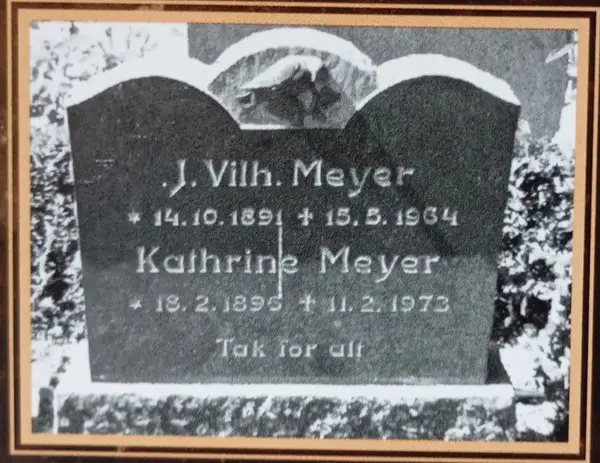 J. Vilh. Meyer
* 14.10.1891 ✝ 15.5.1964
Kathrine Meyer
* 18.2.1896 ✝ 11.2.1973
Tak for alt